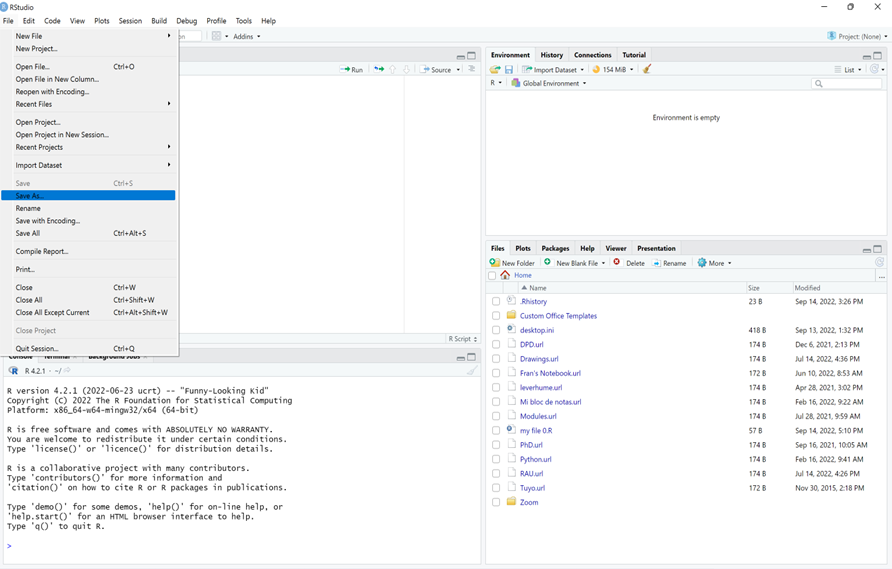 RStudio
File Edit Code View Plots Session Build Debug Profile Tools Help
Addins
Project: (None)
New File
New Project...
Open File... Ctrl+O
Open File in New Column...
Reopen with Encoding...
Recent Files
Open Project...
Open Project in New Session...
Recent Projects
Import Dataset
Save Ctrl+S
Save As...
Rename
Save with Encoding...
Save All Ctrl+Alt+S
Compile Report...
Print...
Close Ctrl+W
Close All Ctrl+Shift+W
Close All Except Current Ctrl+Alt+Shift+W
Close Project
Quit Session... Ctrl+Q
Run Source
R Script
Console Terminal Background Jobs
R 4.2.1 · ~/
R version 4.2.1 (2022-06-23 ucrt) -- "Funny-Looking Kid"
Copyright (C) 2022 The R Foundation for Statistical Computing
Platform: x86_64-w64-mingw32/x64 (64-bit)
R is free software and comes with ABSOLUTELY NO WARRANTY.
You are welcome to redistribute it under certain conditions.
Type 'license()' or 'licence()' for distribution details.
R is a collaborative project with many contributors.
Type 'contributors()' for more information and
'citation()' on how to cite R or R packages in publications.
Type 'demo()' for some demos, 'help()' for on-line help, or
'help.start()' for an HTML browser interface to help.
Type 'q()' to quit R.
>
Environment History Connections Tutorial
Import Dataset 154 MiB List
R Global Environment
Environment is empty
Files Plots Packages Help Viewer Presentation
New Folder New Blank File Delete Rename More
Home ...
Name Size Modified
.Rhistory 23 B Sep 14, 2022, 3:26 PM
Custom Office Templates
desktop.ini 418 B Sep 13, 2022, 1:32 PM
DPD.url 174 B Dec 6, 2021, 2:13 PM
Drawings.url 174 B Jul 14, 2022, 4:36 PM
Fran's Notebook.url 172 B Jun 10, 2022, 8:53 AM
leverhume.url 174 B Apr 28, 2021, 3:02 PM
Mi bloc de notas.url 174 B Feb 16, 2022, 9:22 AM
Modules.url 174 B Jul 28, 2021, 9:59 AM
my file 0.R 57 B Sep 14, 2022, 5:10 PM
PhD.url 174 B Sep 16, 2021, 10:05 AM
Python.url 174 B Feb 16, 2022, 9:41 AM
RAU.url 174 B Jul 14, 2022, 4:26 PM
Tuyo.url 172 B Nov 30, 2015, 2:18 PM
Zoom